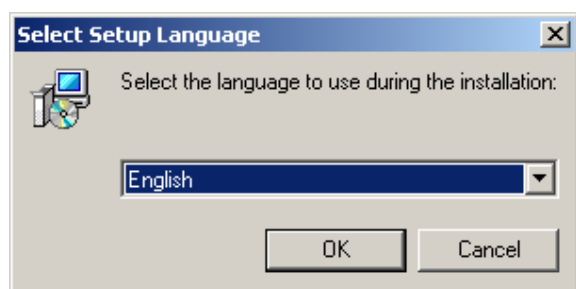 Select Setup Language
Select the language to use during the installation:
English
OK
Cancel